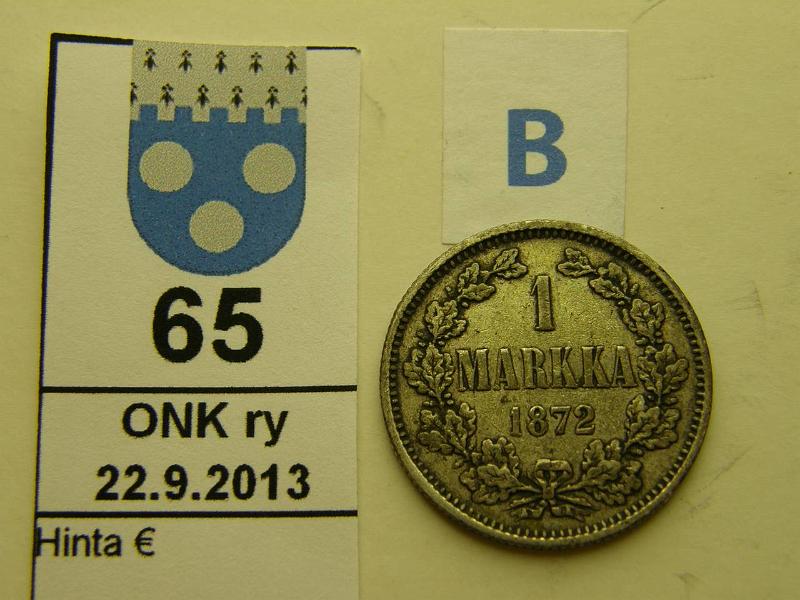 65
ONK ry
22.9.2013
Hinta €
B
1
MARKKA
1872